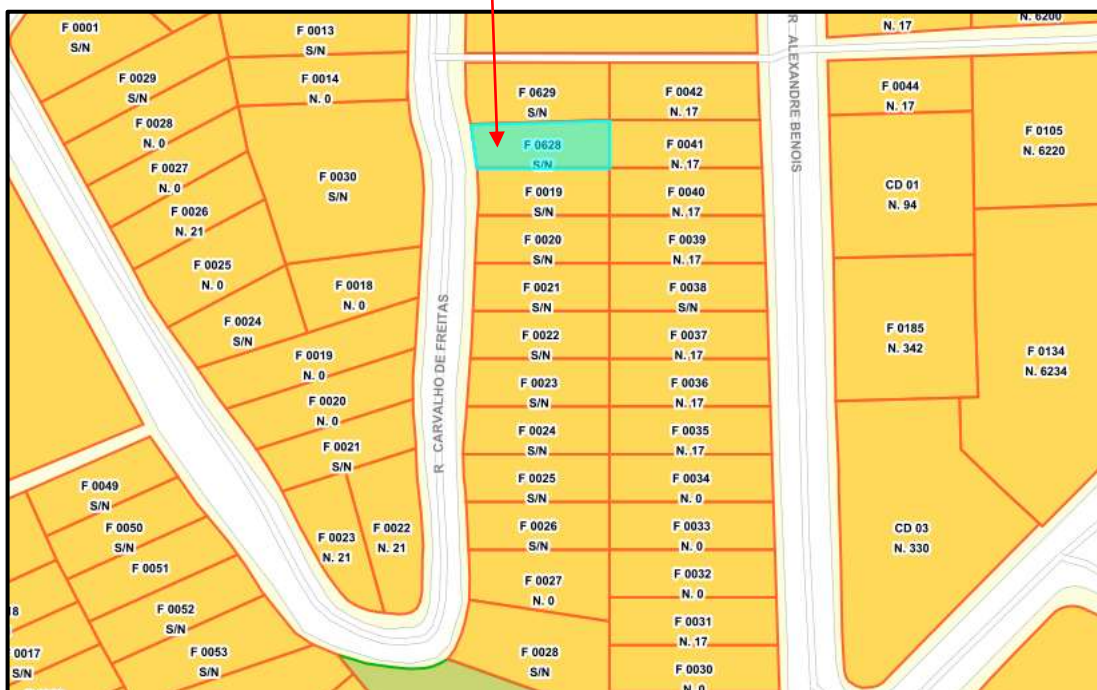 F 0001
S/N
F 0029
S/N
F 0028
N. 0
F 0027
N. 0
F 0026
N. 21
F 0025
N. 0
F 0024
S/N
F 0013
S/N
F 0014
N. 0
F 0030
S/N
F 0018
N. 0
F 0019
N. 0
F 0020
N. 0
F 0021
S/N
F 0023
N. 21
F 0022
N. 21
F 0049
S/N
F 0050
S/N
F 0051
F 0052
S/N
F 0053
S/N
18
0017
S/N
R CARVALHO DE FREITAS
F 0629
S/N
F 0628
S/N
F 0019
S/N
F 0020
S/N
F 0021
S/N
F 0022
S/N
F 0023
S/N
F 0024
S/N
F 0025
S/N
F 0026
S/N
F 0027
N. 0
F 0028
S/N
F 0042
N. 17
F 0041
N. 17
F 0040
N. 17
F 0039
N. 17
F 0038
S/N
F 0037
N. 17
F 0036
N. 17
F 0035
N. 17
F 0034
N. 0
F 0033
N. 0
F 0032
N. 0
F 0031
N. 17
F 0030
N. 0
R ALEXANDRE BENOIS
N. 17
N. 6200
F 0044
N. 17
F 0105
N. 6220
CD 01
N. 94
F 0185
N. 342
F 0134
N. 6234
CD 03
N. 330